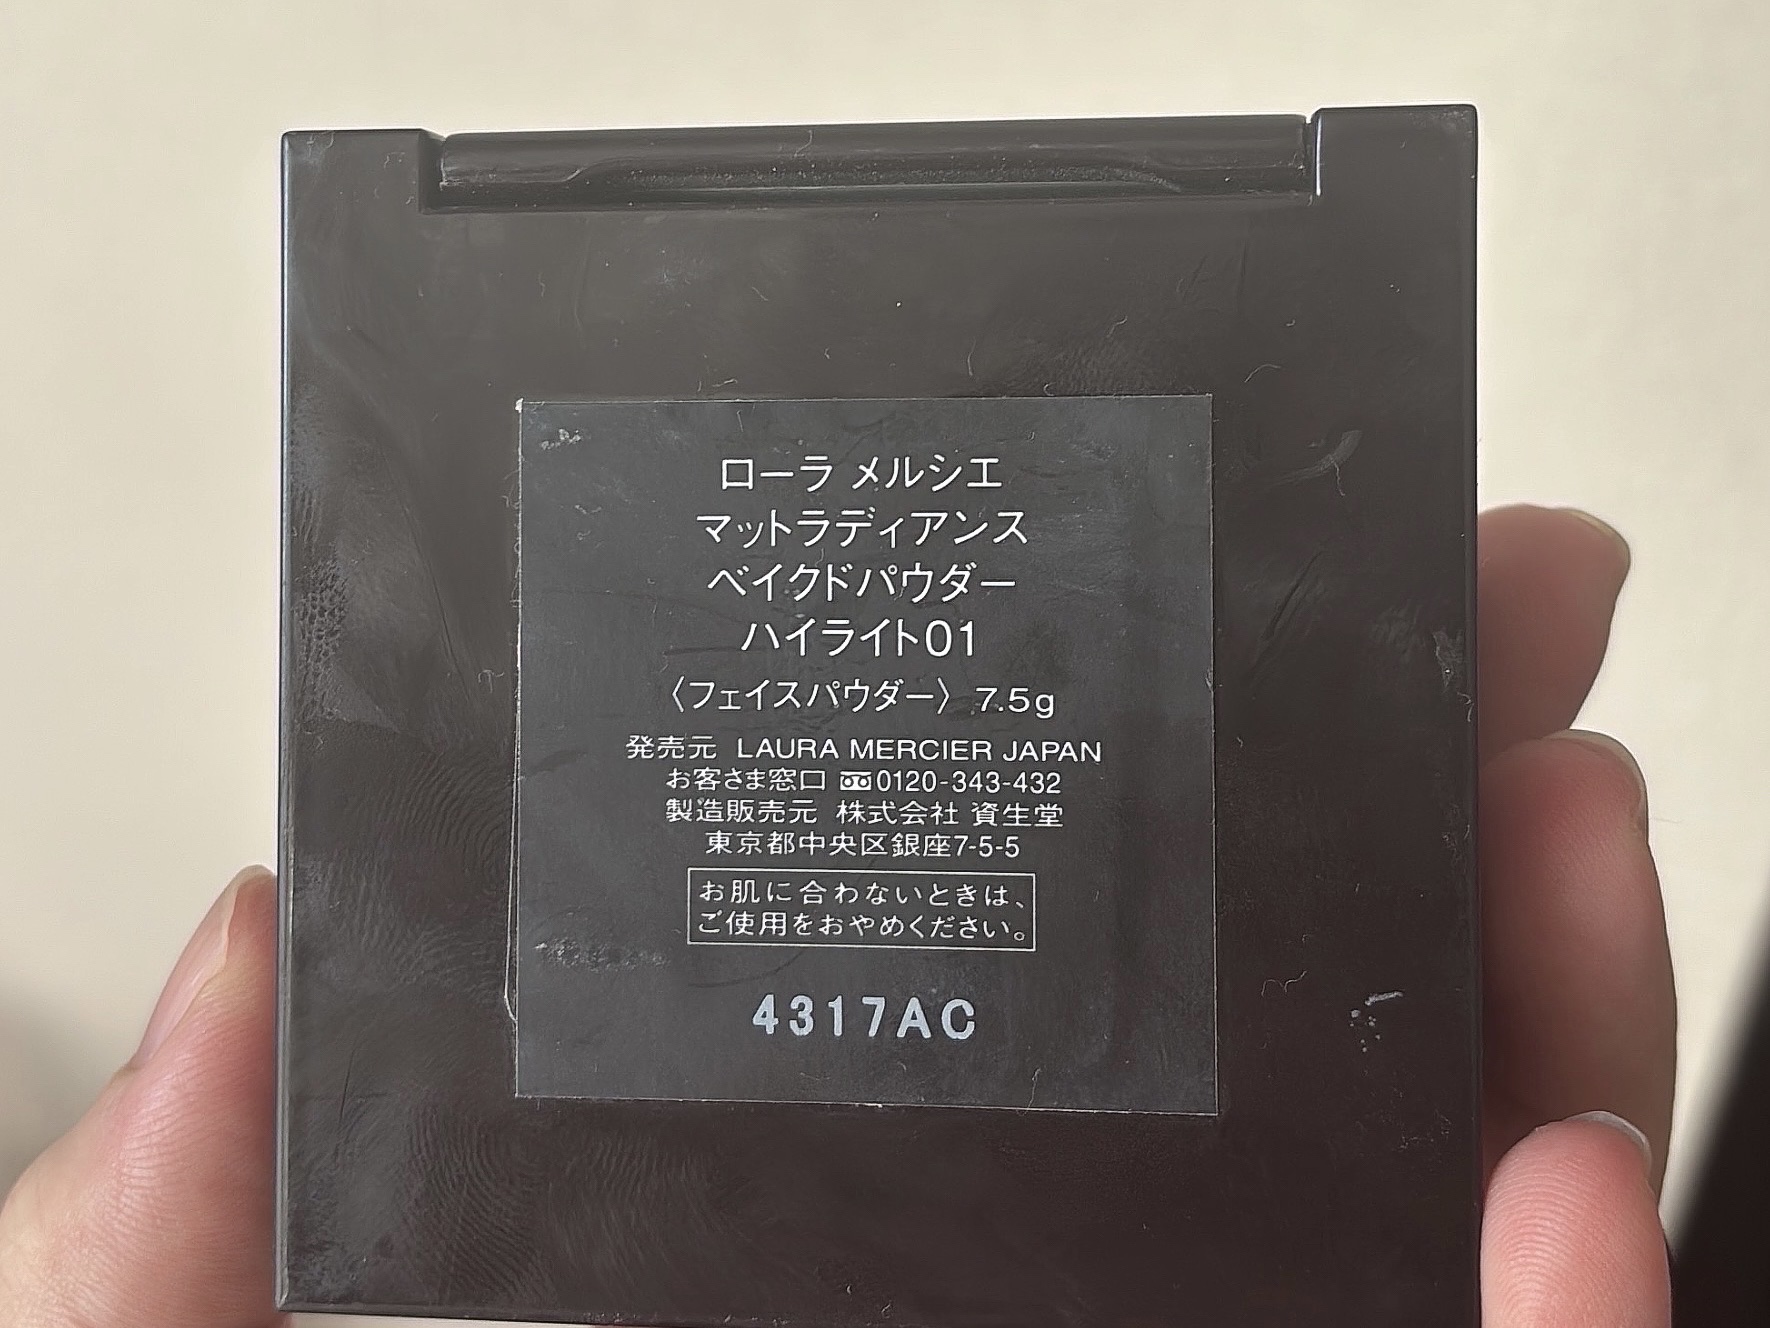 ローラ メルシエ
マットラディアンス
ベイクドパウダー
ハイライト01
〈フェイスパウダー〉 7.5g
発売元 LAURA MERCIER JAPAN
お客さま窓口 0120-343-432
製造販売元 株式会社 資生堂
東京都中央区銀座7-5-5
お肌に合わないときは、
ご使用をおやめください。
4317AC